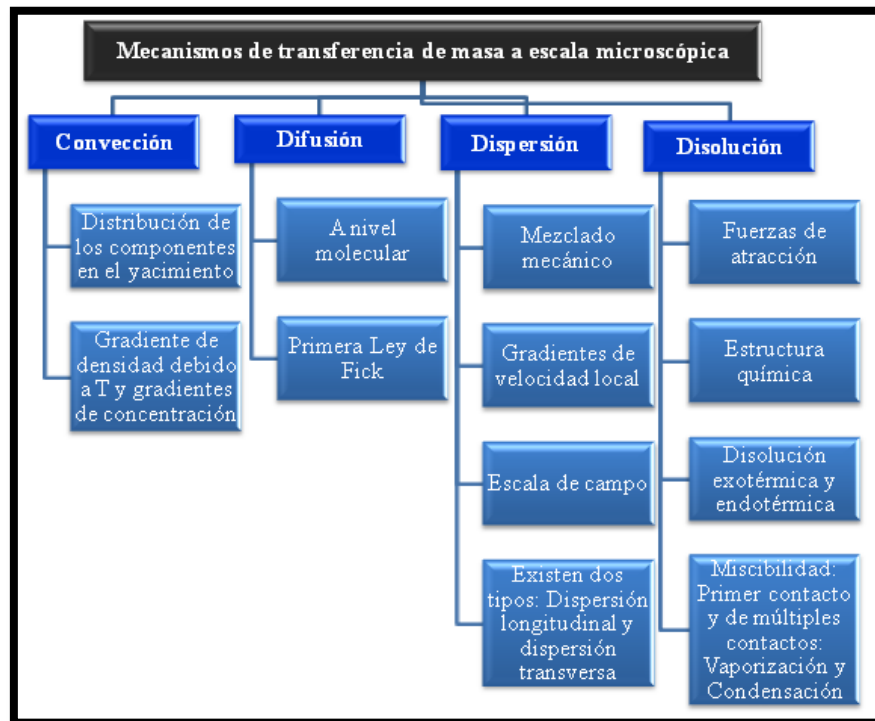 Mecanismos de transferencia de masa a escala microscópica
Convección
Distribución de
los componentes
en el yacimiento
Gradiente de
densidad debido
a T y gradientes
de concentración
Difusión
A nivel
molecular
Primera Ley de
Fick
Dispersión
Mezclado
mecánico
Gradientes de
velocidad local
Escala de campo
Existen dos
tipos: Dispersión
longitudinal y
dispersión
transversa
Disolución
Fuerzas de
atracción
Estructura
química
Disolución
exotérmica y
endotérmica
Miscibilidad:
Primer contacto
y de múltiples
contactos:
Vaporización y
Condensación